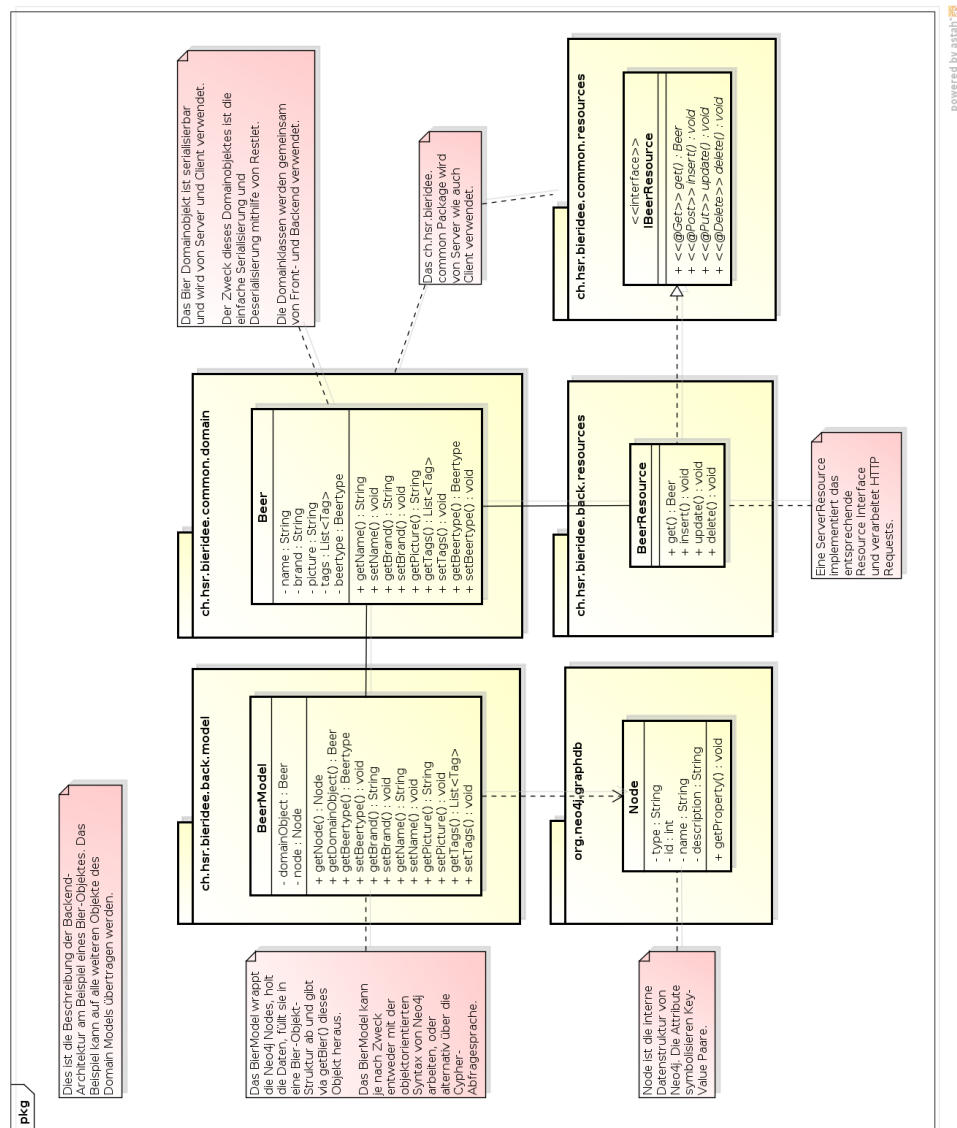 pkg
Dies ist die Beschreibung der Backend-
Architektur am Beispiel eines Bier-Objektes. Das
Beispiel kann auf alle weiteren Objekte des
Domain Models übertragen werden.
Das BierModel wrappt
die Neo4J Nodes, holt
die Daten, füllt sie in
eine Bier-Objekt-
Struktur ab und gibt
via getBier() dieses
Objekt heraus.
Das BierModel kann
je nach Zweck
entweder mit der
objektorientierten
Syntax von Neo4J
arbeiten, oder
alternativ über die
Cypher-
Abfragesprache.
ch.hsr.bieridee.back.model
BeerModel
- domainObject : Beer
- node : Node
+ getNode() : Node
+ getDomainObject() : Beer
+ getBeertype() : Beertype
+ setBeertype() : void
+ getBrand() : String
+ setBrand() : void
+ getName() : String
+ setName() : void
+ getPicture() : String
+ setPicture() : void
+ getTags() : List<Tag>
+ setTags() : void
ch.hsr.bieridee.common.domain
Beer
- name : String
- brand : String
- picture : String
- tags : List<Tag>
- beertype : Beertype
+ getName() : String
+ setName() : void
+ getBrand() : String
+ setBrand() : void
+ getPicture() : String
+ getTags() : List<Tag>
+ setTags() : void
+ getBeertype() : Beertype
+ setBeertype() : void
Das Bier Domainobjekt ist serialisierbar
und wird von Server und Client verwendet.
Der Zweck dieses Domainobjektes ist die
einfache Serialisierung und
Deserialisierung mithilfe von Restlet.
Die Domainklassen werden gemeinsam
von Front- und Backend verwendet.
Das ch.hsr.bieridee.
common Package wird
von Server wie auch
Client verwendet.
Node ist die interne
Datenstruktur von
Neo4J. Die Attribute
symbolisieren Key-
Value Paare.
org.neo4j.graphdb
Node
- type : String
- id : int
- name : String
- description : String
+ getProperty() : void
ch.hsr.bieridee.back.resources
BeerResource
+ get() : Beer
+ insert() : void
+ update() : void
+ delete() : void
ch.hsr.bieridee.common.resources
<<interface>>
IBeerResource
+ <<@Get>> get() : Beer
+ <<@Post>> insert() : void
+ <<@Put>> update() : void
+ <<@Delete>> delete() : void
Eine ServerResource
implementiert das
entsprechende
Resource Interface
und verarbeitet HTTP
Requests.
powered by astah*